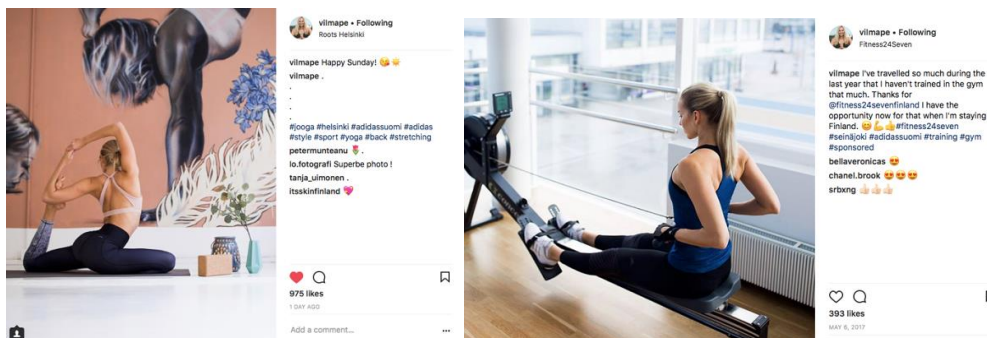 vilmape • Following
Roots Helsinki
vilmape Happy Sunday! 😘☀️
vilmape .
.
.
.
.
#jooga #helsinki #adidassuomi #adidas
#style #sport #yoga #back #stretching
petermunteanu 🌷.
lo.fotografi Superbe photo !
tanja_uimonen .
itsskinfinland 💘
975 likes
1 DAY AGO
Add a comment...
vilmape • Following
Fitness24Seven
vilmape I've travelled so much during the
last year that I haven't trained in the gym
that much. Thanks for
@fitness24sevenfinland I have the
opportunity now for that when I'm staying
Finland. 😊💪👍#fitness24seven
#seinäjoki #adidassuomi #training #gym
#sponsored
bellaveronicas 😍
chanel.brook 😍😍😍
srbxng 👍🏻👍🏻👍🏻
393 likes
MAY 6, 2017